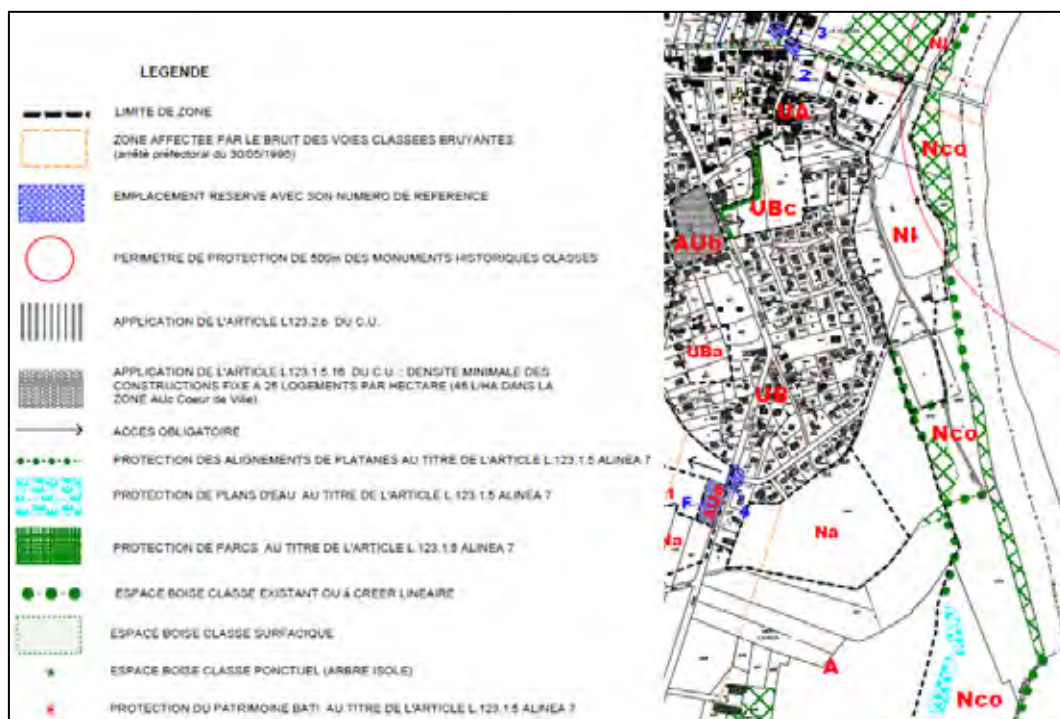 LEGENDE
LIMITE DE ZONE
ZONE AFFECTEE PAR LE BRUIT DES VOIES CLASSEES BRUYANTES
(arrêté préfectoral du 30/05/1996)
EMPLACEMENT RESERVE AVEC SON NUMERO DE REFERENCE
PERIMETRE DE PROTECTION DE 500m DES MONUMENTS HISTORIQUES CLASSES
APPLICATION DE L'ARTICLE L123.2.6 DU C.U.
APPLICATION DE L'ARTICLE L123.1.5.16 DU C.U. : DENSITE MINIMALE DES
CONSTRUCTIONS FIXE A 25 LOGEMENTS PAR HECTARE (45 L/HA DANS LA
ZONE AUc Coeur de Ville)
ACCES OBLIGATOIRE
PROTECTION DES ALIGNEMENTS DE PLATANES AU TITRE DE L'ARTICLE L.123.1.5 ALINEA 7
PROTECTION DE PLANS D'EAU AU TITRE DE L'ARTICLE L.123.1.5 ALINEA 7
PROTECTION DE PARCS AU TITRE DE L'ARTICLE L.123.1.5 ALINEA 7
ESPACE BOISE CLASSE EXISTANT OU à CREER LINEAIRE
ESPACE BOISE CLASSE SURFACIQUE
ESPACE BOISE CLASSE PONCTUEL (ARBRE ISOLE)
PROTECTION DU PATRIMOINE BATI AU TITRE DE L'ARTICLE L.123.1.5 ALINEA 7
3
Nl
2
UA
Nco
UBc
Nl
AUb
UBa
UB
Nco
F
4
Na
Na
A
Nco